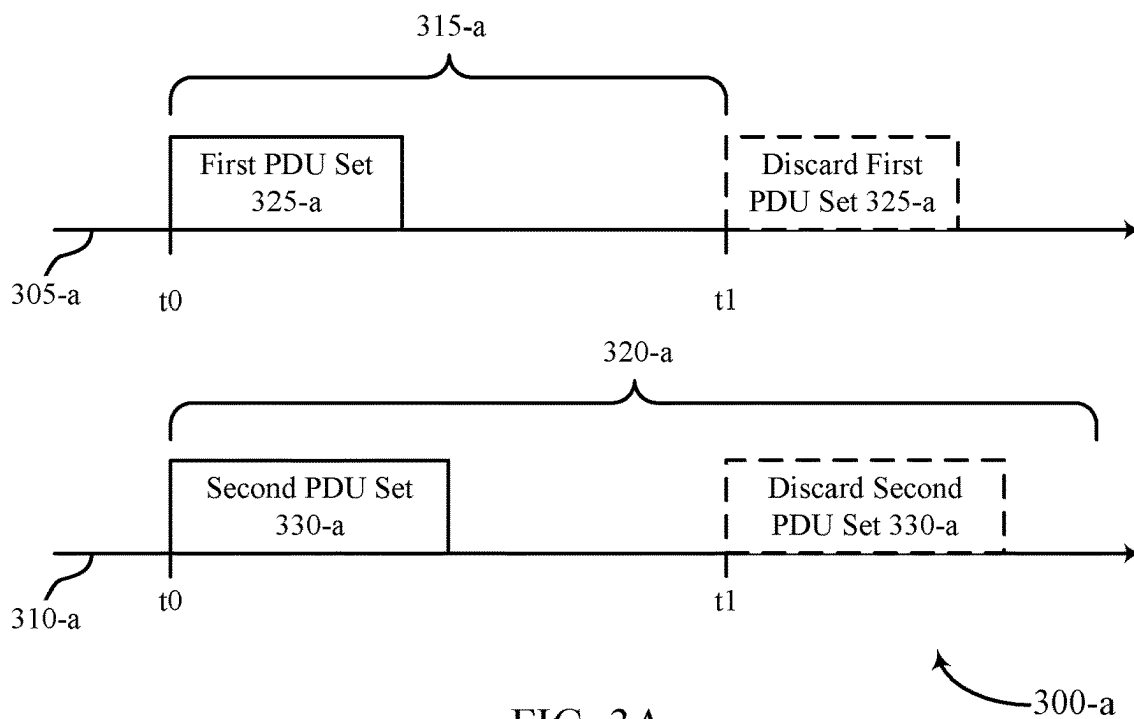 315-a
First PDU Set
325-a
Discard First
PDU Set 325-a
305-a
t0
t1
320-a
Second PDU Set
330-a
Discard Second
PDU Set 330-a
310-a
t0
t1
300-a
FIG. 3A